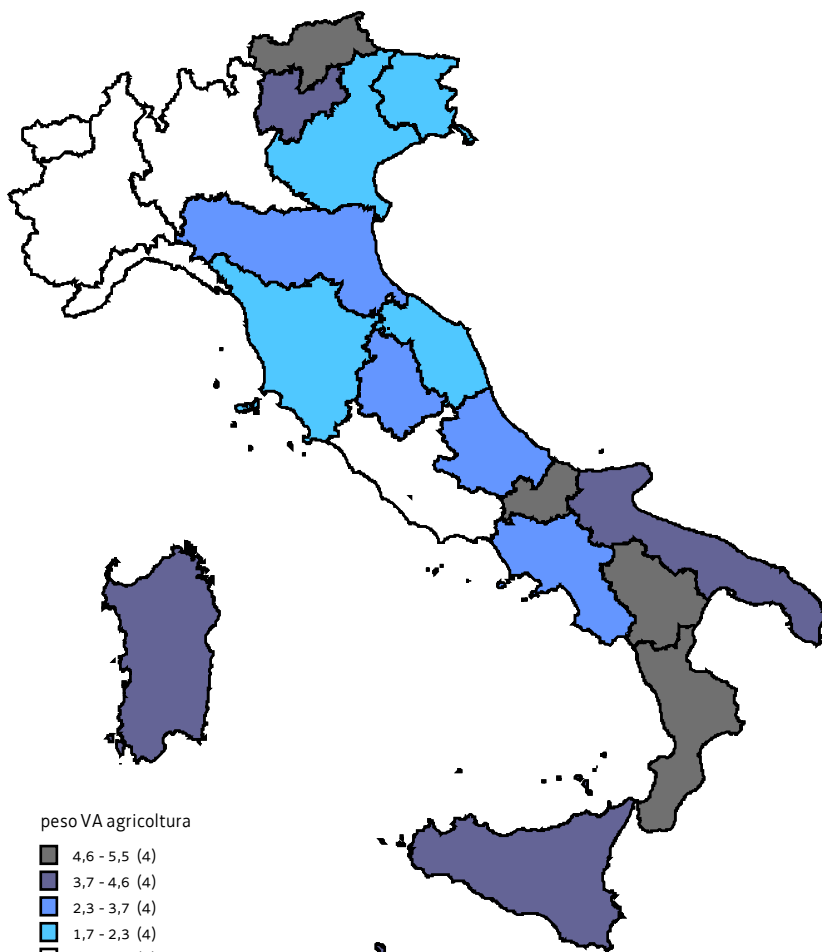 peso VA agricoltura
4,6 - 5,5 (4)
3,7 - 4,6 (4)
2,3 - 3,7 (4)
1,7 - 2,3 (4)